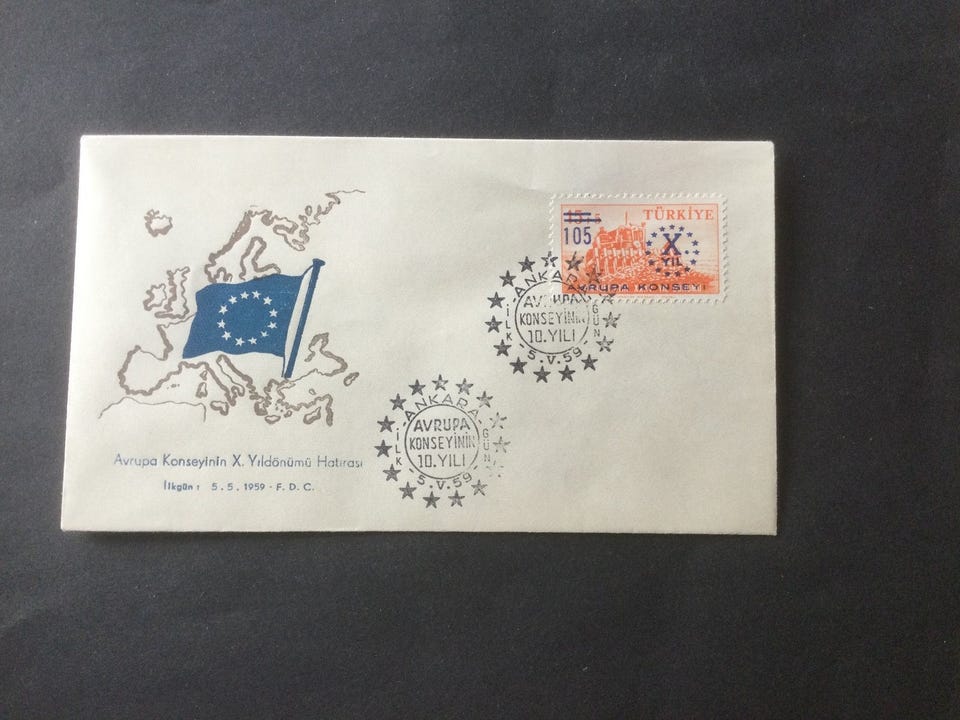 TÜRKİYE
105
X
YIL
AVRUPA KONSEYİ
ANKARA
İLK GÜN
AVRUPA
KONSEYİNİN
10.YILI
5.V.59
ANKARA
İLK GÜN
AVRUPA
KONSEYİNİN
10.YILI
5.V.59
Avrupa Konseyinin X. Yıldönümü Hatırası
İlkgün : 5.5.1959 - F.D.C.